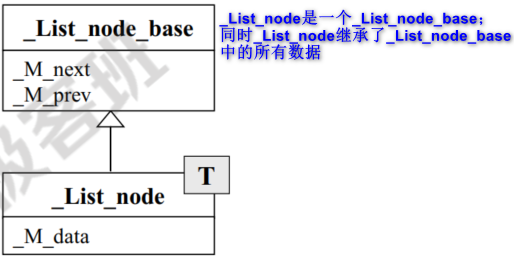 _List_node_base
_M_next
_M_prev
_List_node是一个_List_node_base；
同时_List_node继承了_List_node_base
中的所有数据
T
_List_node
_M_data
极客班